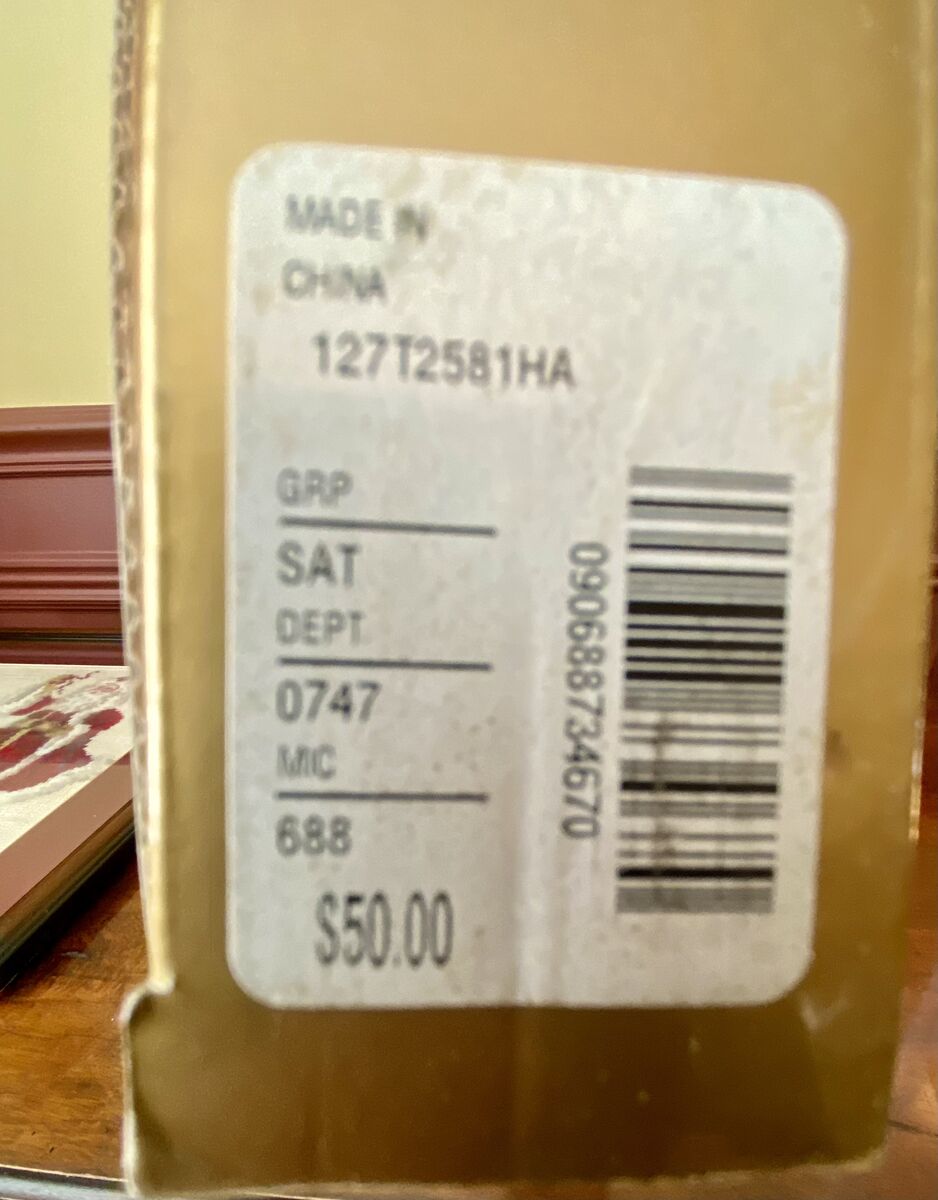 MADE IN
CHINA
127T2581HA
GRP
SAT
DEPT
0747
MIC
688
$50.00
090688734670